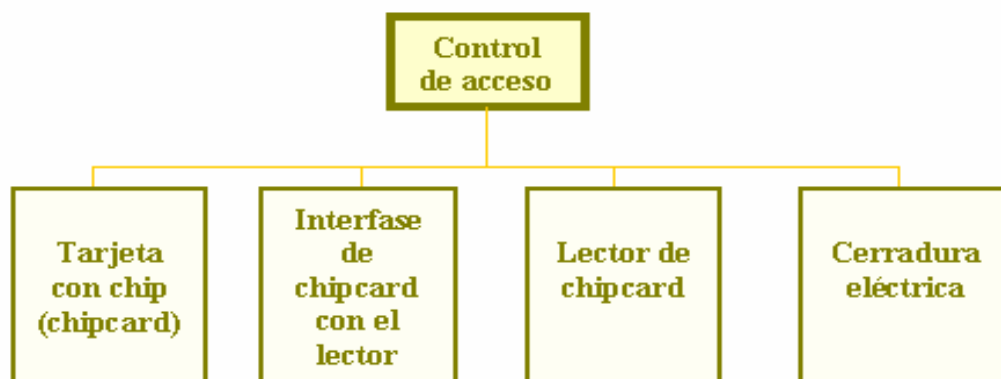 Control
de acceso
Tarjeta
con chip
(chipcard)
Interfase
de
chipcard
con el
lector
Lector de
chipcard
Cerradura
eléctrica